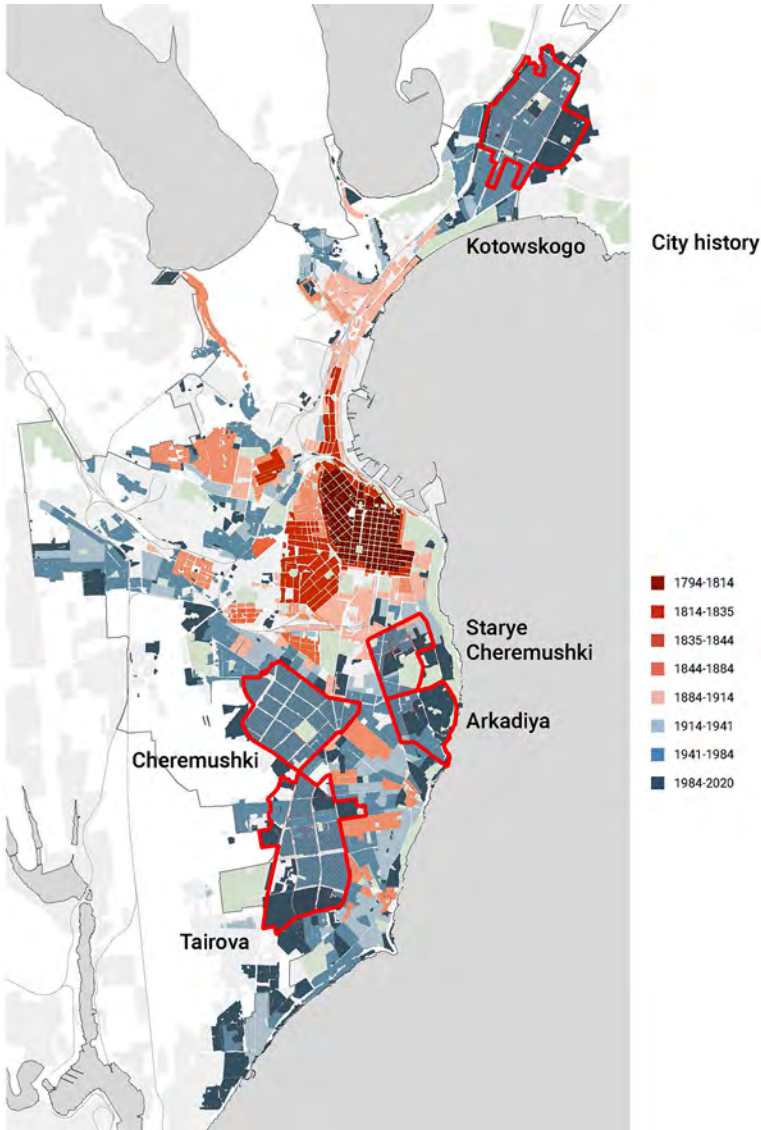 Kotowskogo
City history
Starye
Cheremushki
Arkadiya
Cheremushki
Tairova
1794-1814
1814-1835
1835-1844
1844-1884
1884-1914
1914-1941
1941-1984
1984-2020